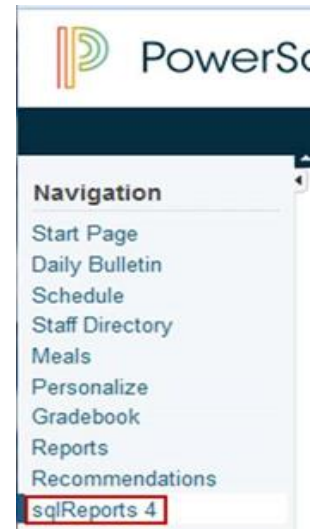 PowerSc
Navigation
Start Page
Daily Bulletin
Schedule
Staff Directory
Meals
Personalize
Gradebook
Reports
Recommendations
sqlReports 4